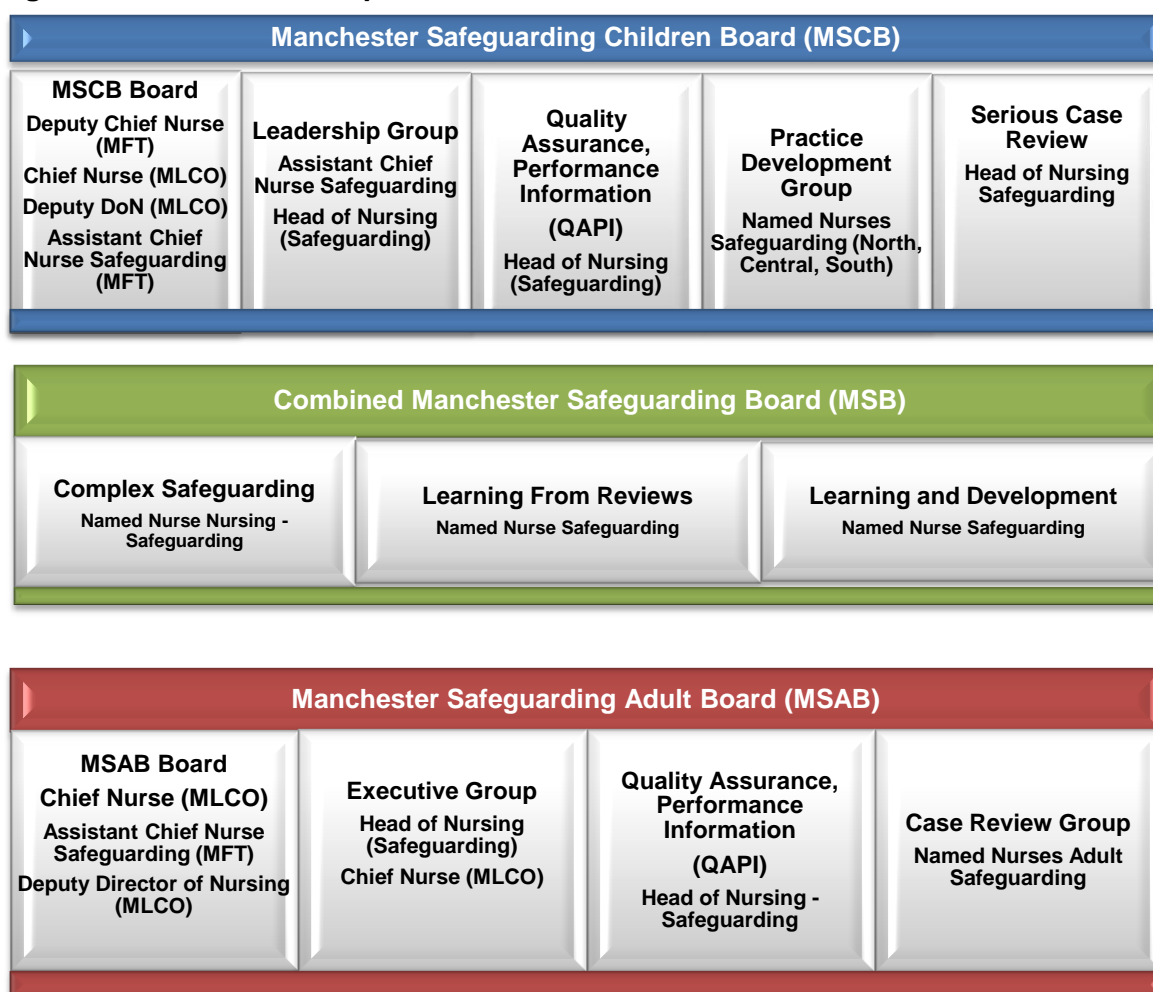 Manchester Safeguarding Children Board (MSCB)
MSCB Board
Deputy Chief Nurse
(MFT)
Chief Nurse (MLCO)
Deputy DoN (MLCO)
Assistant Chief
Nurse Safeguarding
(MFT)
Leadership Group
Assistant Chief
Nurse Safeguarding
Head of Nursing
(Safeguarding)
Quality
Assurance,
Performance
Information
(QAPI)
Head of Nursing
(Safeguarding)
Practice
Development
Group
Named Nurses
Safeguarding (North,
Central, South)
Serious Case
Review
Head of Nursing
Safeguarding
Combined Manchester Safeguarding Board (MSB)
Complex Safeguarding
Named Nurse Nursing -
Safeguarding
Learning From Reviews
Named Nurse Safeguarding
Learning and Development
Named Nurse Safeguarding
Manchester Safeguarding Adult Board (MSAB)
MSAB Board
Chief Nurse (MLCO)
Assistant Chief Nurse
Safeguarding (MFT)
Deputy Director of Nursing
(MLCO)
Executive Group
Head of Nursing
(Safeguarding)
Chief Nurse (MLCO)
Quality Assurance,
Performance
Information
(QAPI)
Head of Nursing -
Safeguarding
Case Review Group
Named Nurses Adult
Safeguarding